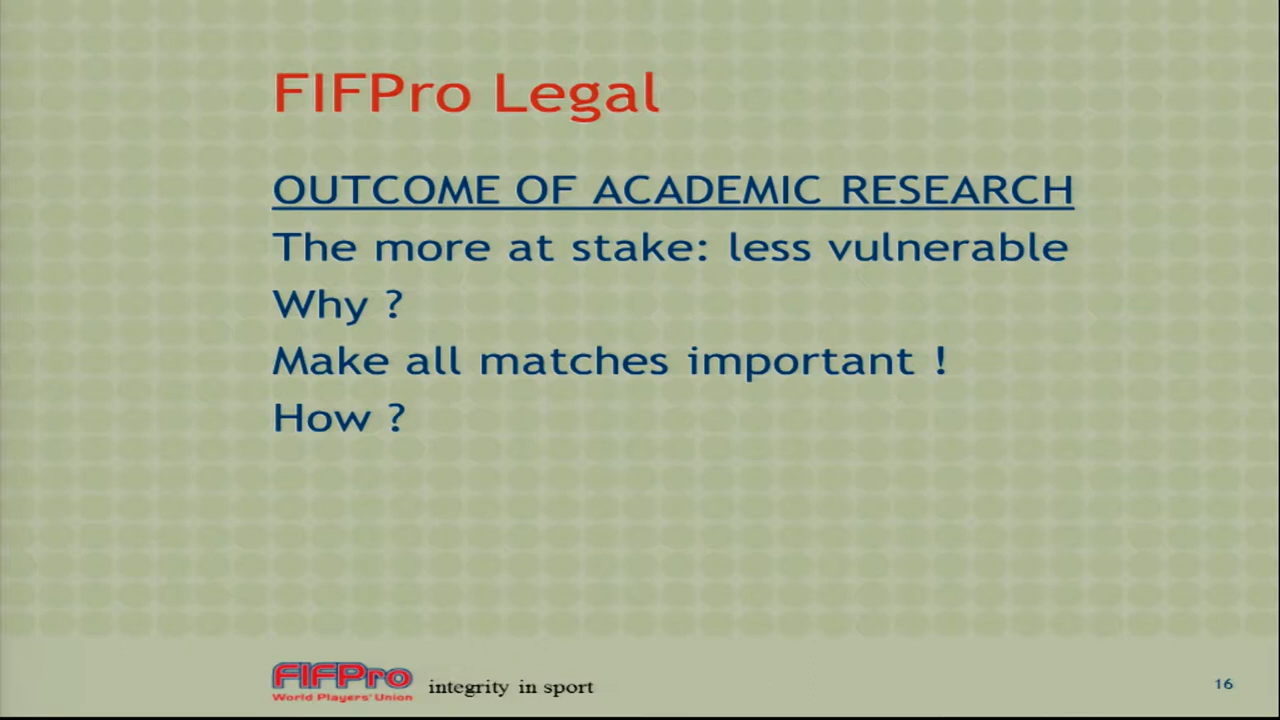 FIFPro Legal
OUTCOME OF ACADEMIC RESEARCH
The more at stake: less vulnerable
Why ?
Make all matches important !
How ?
FIFPro
World Players' Union
integrity in sport
16